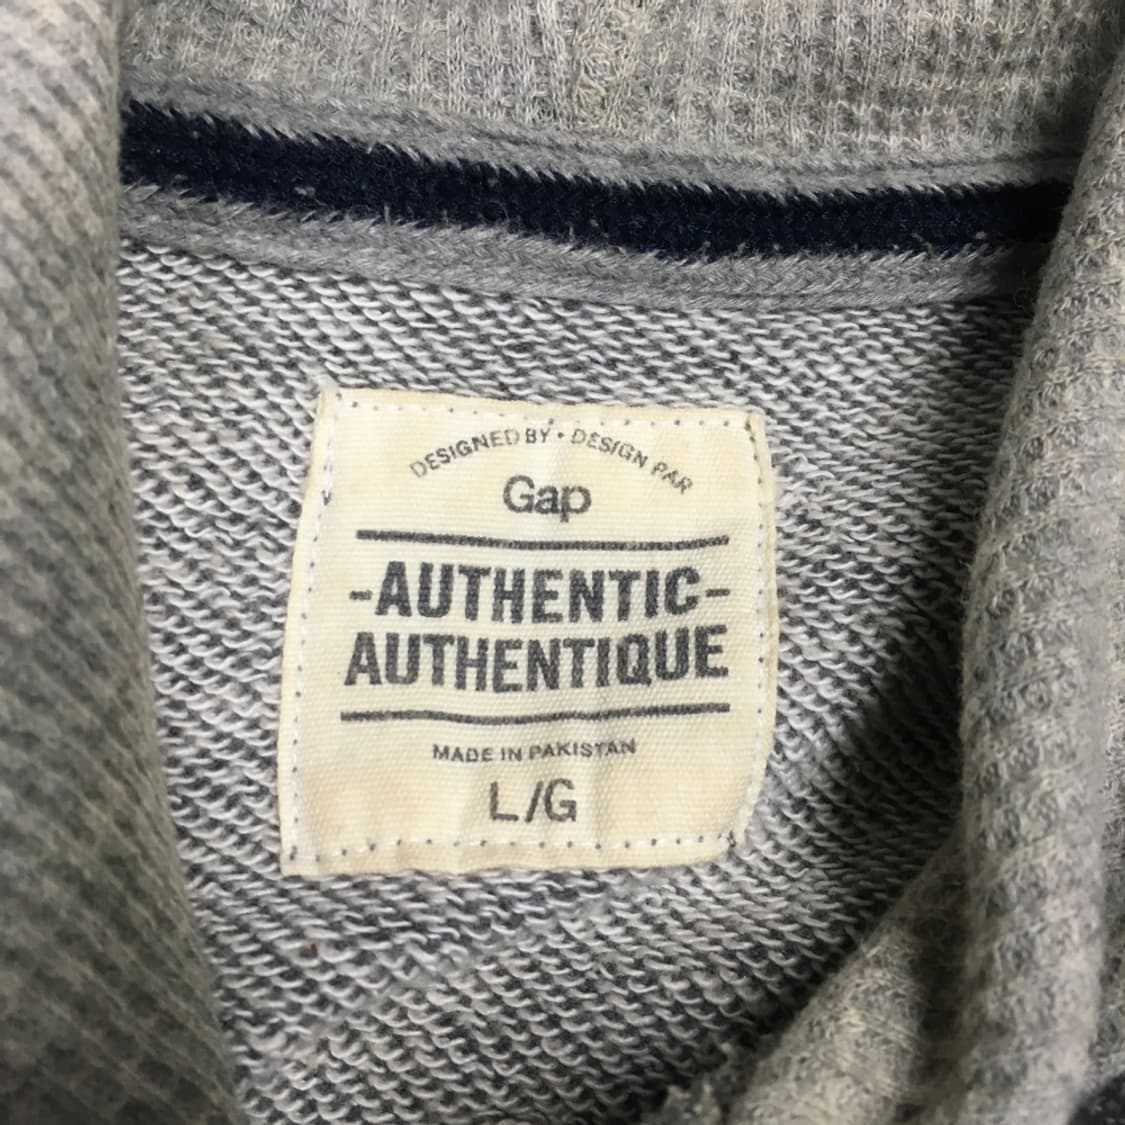 DESIGNED BY • DESIGN PAR
Gap
-AUTHENTIC-
AUTHENTIQUE
MADE IN PAKISTAN
L/G